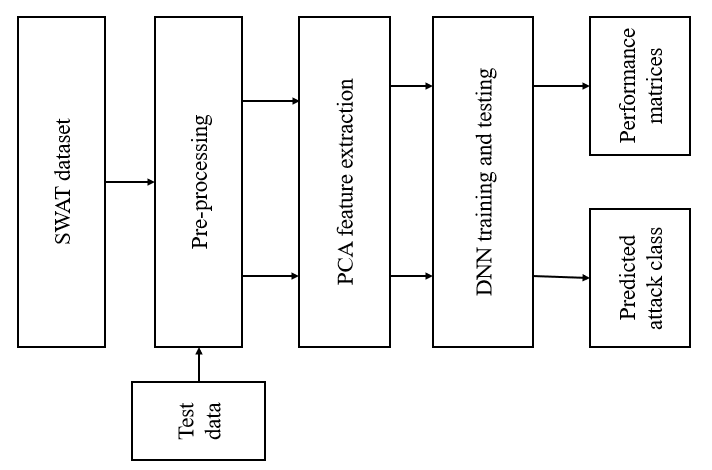 SWAT dataset
Pre-processing
PCA feature extraction
DNN training and testing
Performance
matrices
Predicted
attack class
Test
data